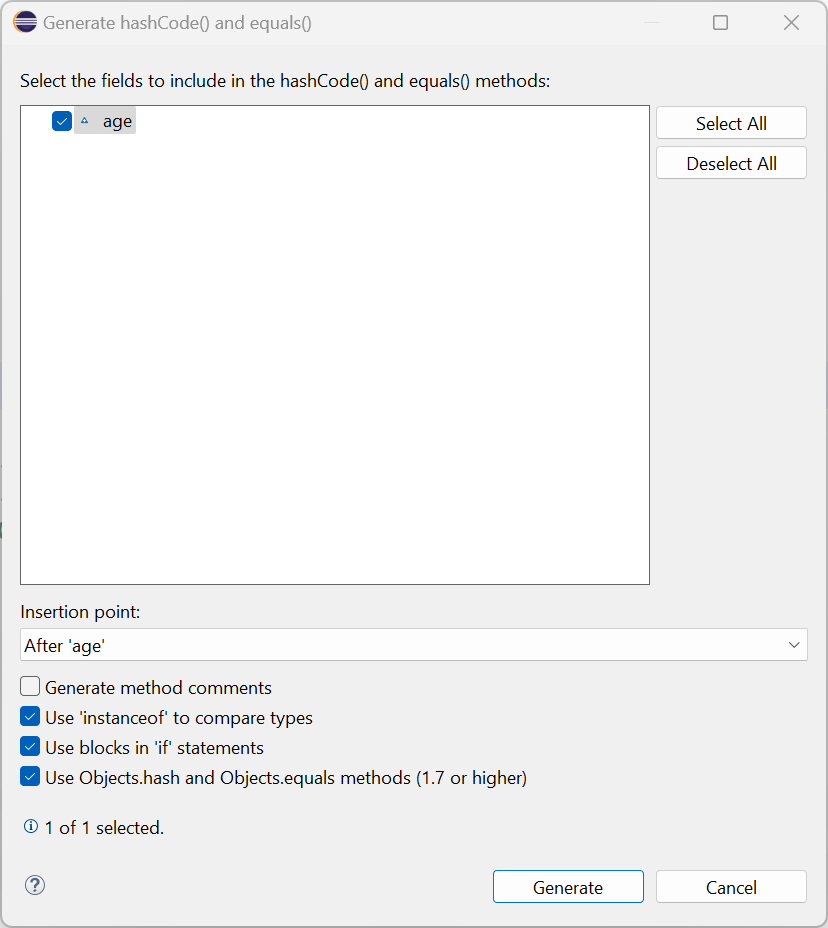 Generate hashCode() and equals()
Select the fields to include in the hashCode() and equals() methods:
age
Select All
Deselect All
Insertion point:
After 'age'
Generate method comments
Use 'instanceof' to compare types
Use blocks in 'if' statements
Use Objects.hash and Objects.equals methods (1.7 or higher)
1 of 1 selected.
Generate
Cancel